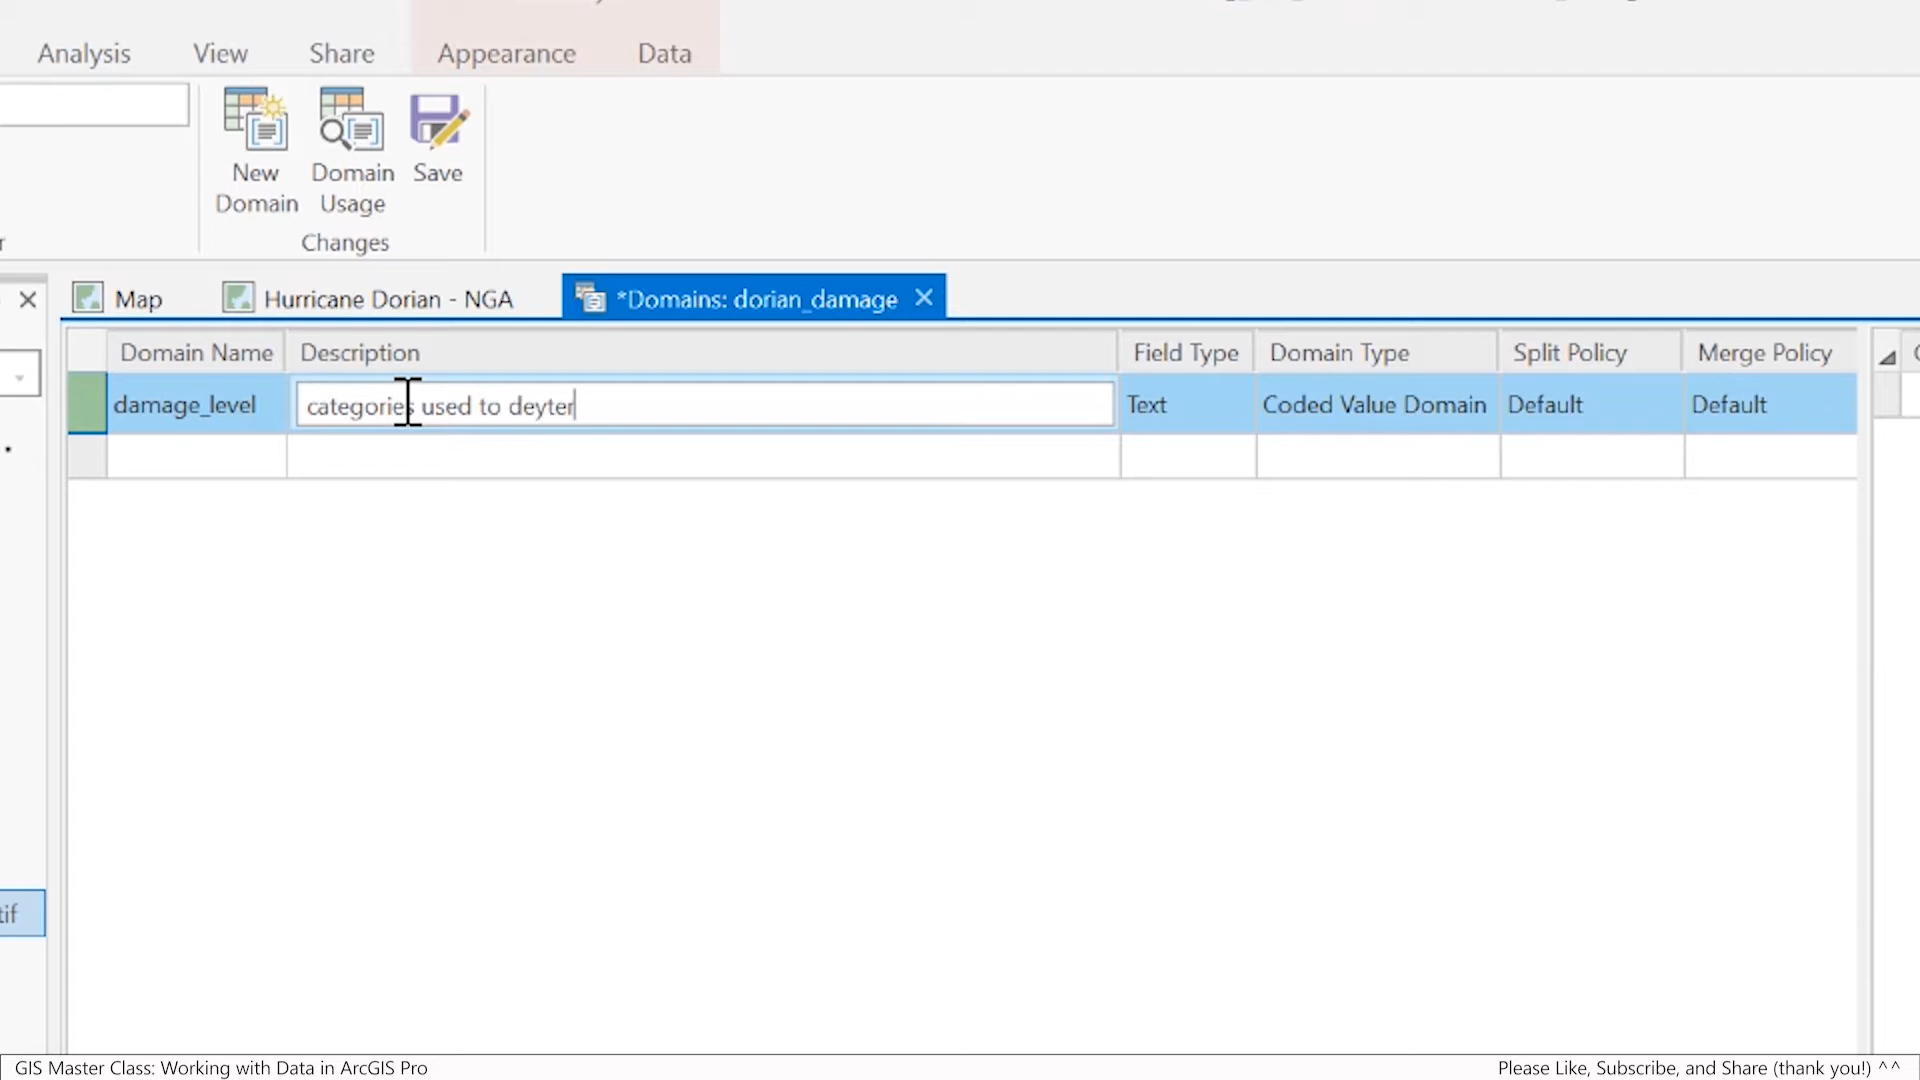 Analysis View Share Appearance Data
New Domain
Domain Usage
Save
Changes
Map
Hurricane Dorian - NGA
*Domains: dorian_damage
Domain Name Description Field Type Domain Type Split Policy Merge Policy
damage_level categories used to deyter Text Coded Value Domain Default Default
tif
GIS Master Class: Working with Data in ArcGIS Pro
Please Like, Subscribe, and Share (thank you!) ^^